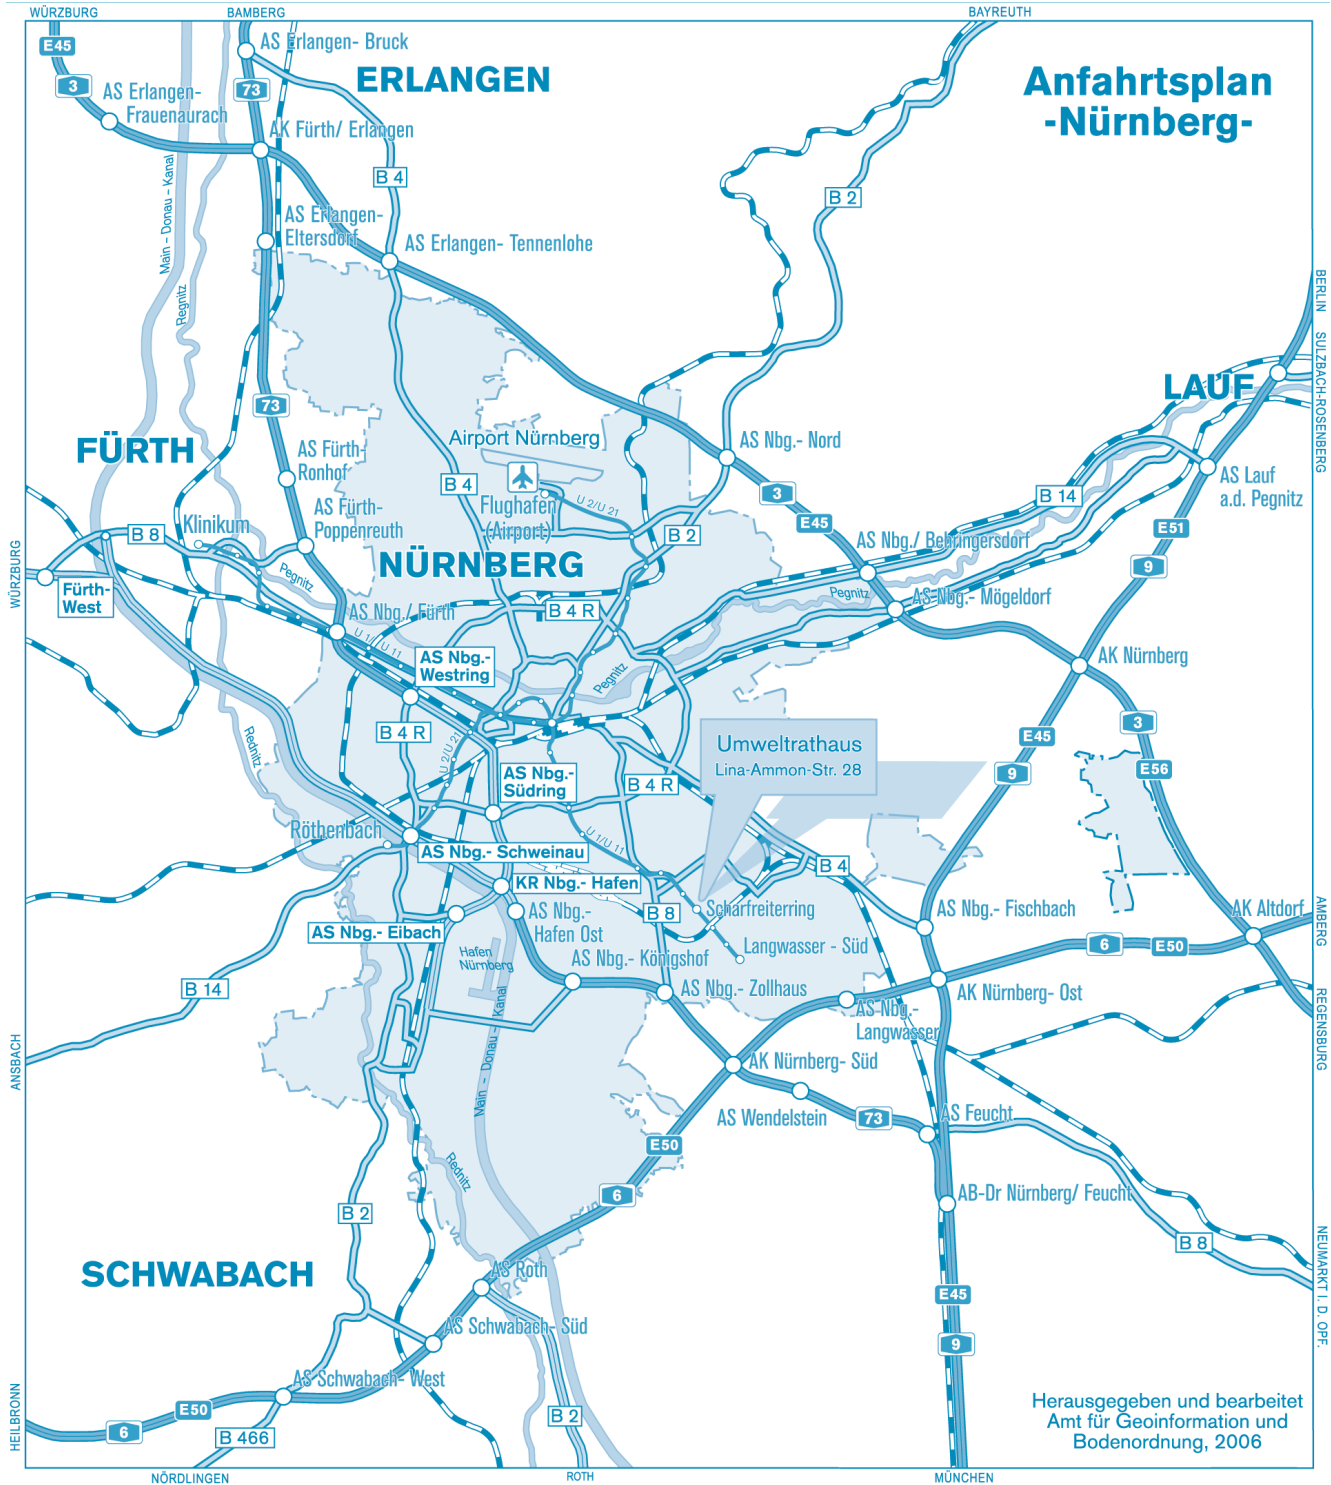 WÜRZBURG
BAMBERG
BAYREUTH
E45
AS Erlangen- Bruck
ERLANGEN
Anfahrtsplan
-Nürnberg-
3
AS Erlangen-
Frauenaurach
73
AK Fürth/ Erlangen
Main – Donau – Kanal
B 4
B 2
AS Erlangen-
Eltersdorf
AS Erlangen- Tennenlohe
Regnitz
BERLIN
SULZBACH-ROSENBERG
LAUF
73
FÜRTH
AS Fürth-
Ronhof
Airport Nürnberg
AS Nbg.- Nord
B 4
Flughafen
(Airport)
U 2/U 21
3
E45
B 14
AS Lauf
a.d. Pegnitz
AS Fürth-
Poppenreuth
Klinikum
B 8
B 2
E51
AS Nbg./ Behringersdorf
WÜRZBURG
NÜRNBERG
9
Fürth-
West
Pegnitz
Pegnitz
AS Nbg.- Mögeldorf
AS Nbg./ Fürth
B 4 R
U 1/U 11
AS Nbg.-
Westring
Pegnitz
AK Nürnberg
B 4 R
Rednitz
U 2/U 21
Umweltrathaus
Lina-Ammon-Str. 28
3
E45
E56
9
AS Nbg.-
Südring
B 4 R
Röthenbach
U 1/U 11
AS Nbg.- Schweinau
B 4
KR Nbg.- Hafen
AS Nbg.-
Hafen Ost
B 8
Scharfreiterring
AS Nbg.- Fischbach
AK Altdorf
AMBERG
AS Nbg.- Eibach
Hafen
Nürnberg
Langwasser - Süd
6
E50
AS Nbg.- Königshof
B 14
AS Nbg.- Zollhaus
AK Nürnberg- Ost
AS Nbg.-
Langwasser
REGENSBURG
ANSBACH
Main – Donau – Kanal
AK Nürnberg- Süd
AS Wendelstein
73
AS Feucht
E50
Rednitz
6
AB-Dr Nürnberg/ Feucht
B 2
B 8
NEUMARKT I. D. OPF.
SCHWABACH
AS Roth
E45
AS Schwabach- Süd
9
AS Schwabach- West
HEILBRONN
E50
6
B 466
B 2
Herausgegeben und bearbeitet
Amt für Geoinformation und
Bodenordnung, 2006
NÖRDLINGEN
ROTH
MÜNCHEN